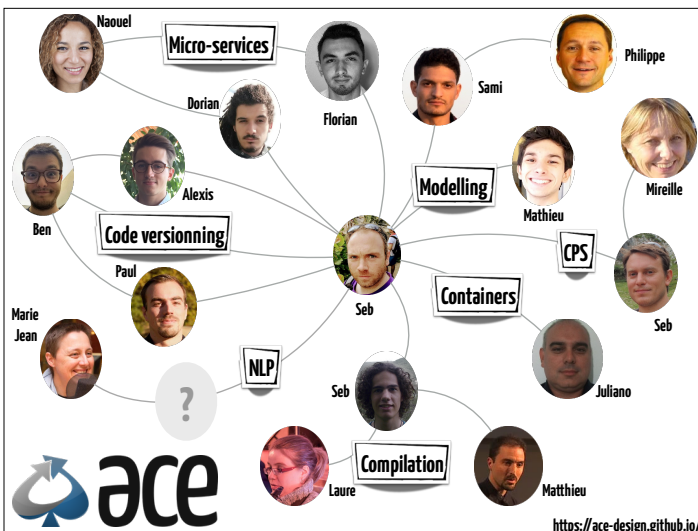 Naouel
Micro-services
Philippe
Sami
Dorian
Florian
Mireille
Modelling
Alexis
Mathieu
Ben
Code versionning
CPS
Paul
Containers
Seb
Marie
Jean
Seb
NLP
Seb
Juliano
?
Compilation
Laure
Matthieu
ace
https://ace-design.github.io/